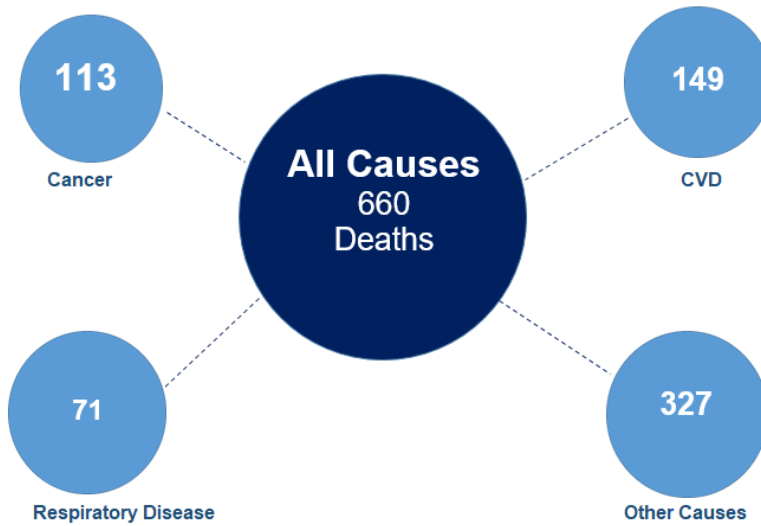 113
Cancer
All Causes
660
Deaths
149
CVD
71
Respiratory Disease
327
Other Causes